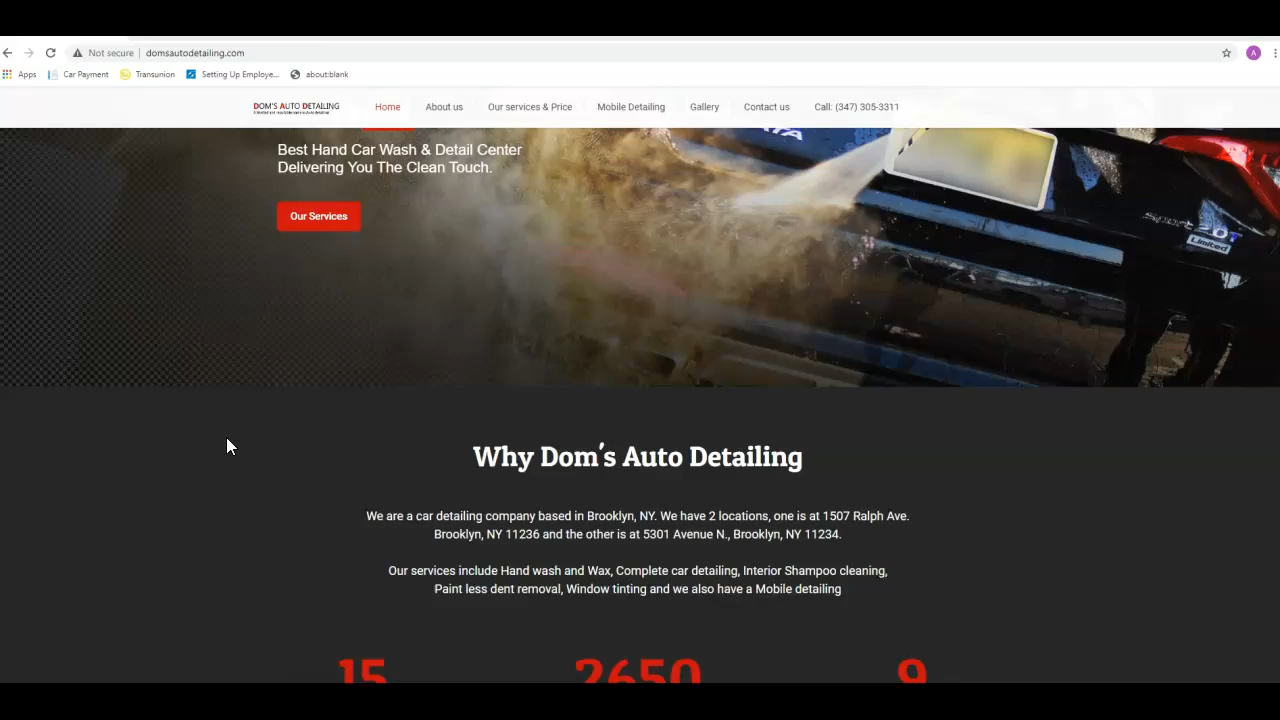 Not secure domsautodetailing.com
A
Apps Car Payment Transunion Setting Up Employe... about:blank
DOM'S AUTO DETAILING
Home About us Our services & Price Mobile Detailing Gallery Contact us Call: (347) 305-3311
Best Hand Car Wash & Detail Center
Delivering You The Clean Touch.
Our Services
Limited
Why Dom's Auto Detailing
We are a car detailing company based in Brooklyn, NY. We have 2 locations, one is at 1507 Ralph Ave.
Brooklyn, NY 11236 and the other is at 5301 Avenue N., Brooklyn, NY 11234.
Our services include Hand wash and Wax, Complete car detailing, Interior Shampoo cleaning,
Paint less dent removal, Window tinting and we also have a Mobile detailing
15 2650 9